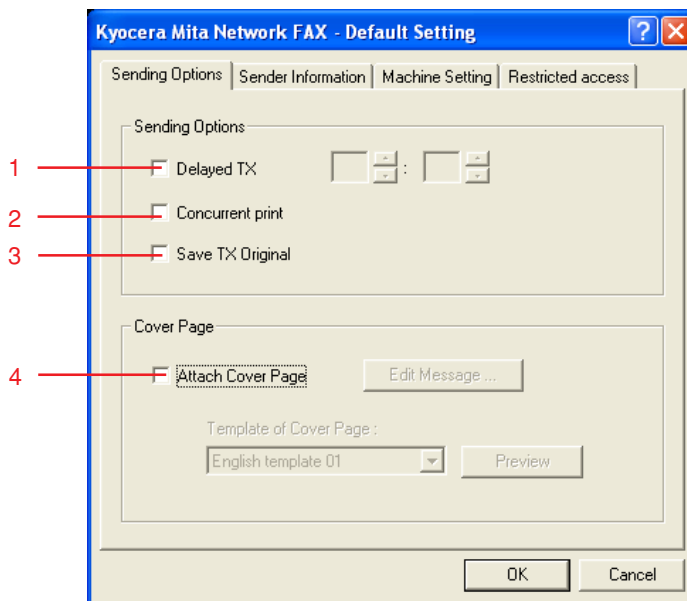 Kyocera Mita Network FAX - Default Setting
Sending Options Sender Information Machine Setting Restricted access
Sending Options
1 Delayed TX :
2 Concurrent print
3 Save TX Original
Cover Page
4 Attach Cover Page Edit Message ...
Template of Cover Page :
English template 01 Preview
OK Cancel